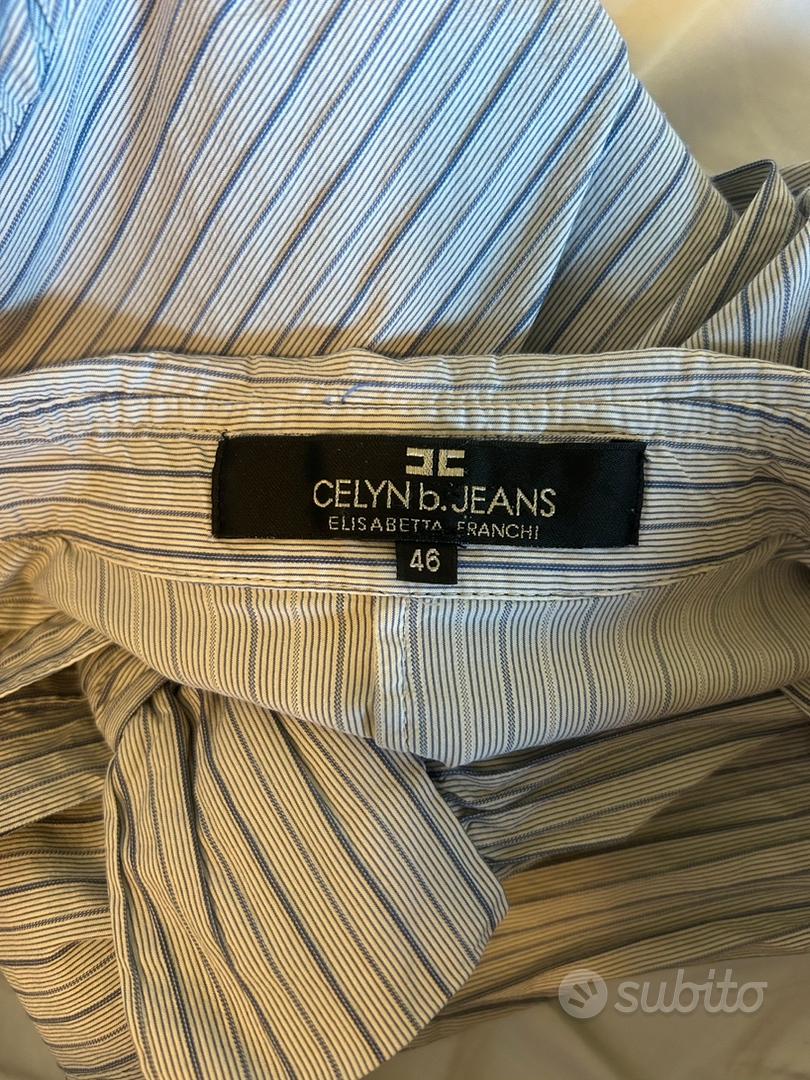 CELYN b. JEANS
ELISABETTA FRANCHI
46
subito